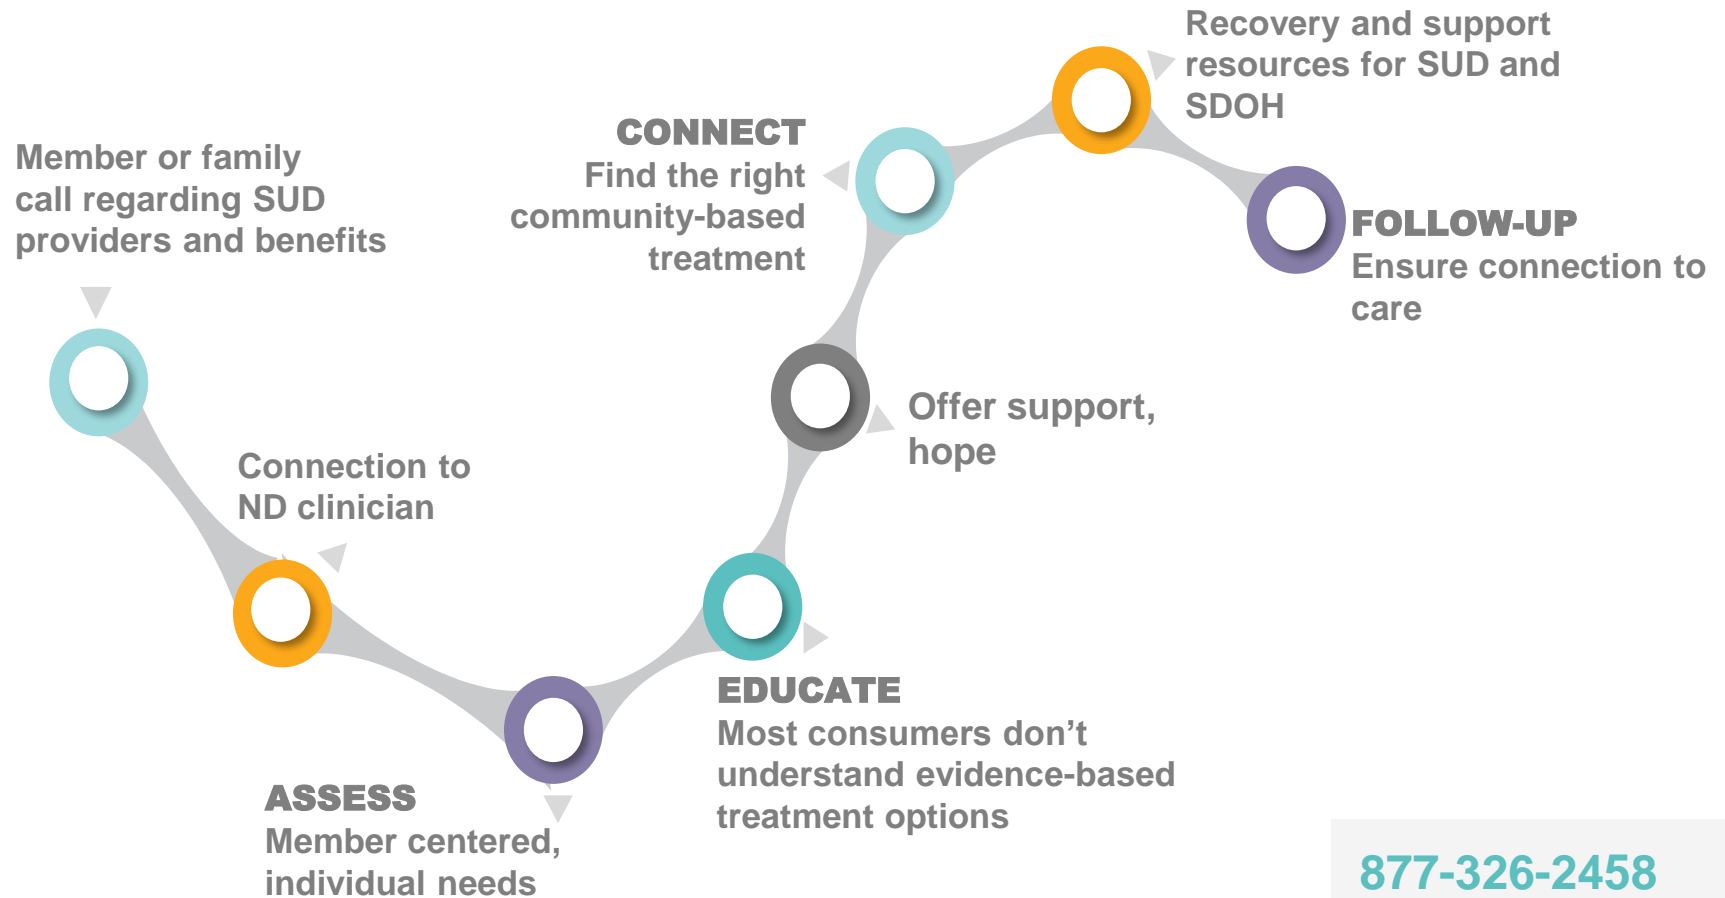 Member or family
call regarding SUD
providers and benefits
Connection to
ND clinician
ASSESS
Member centered,
individual needs
EDUCATE
Most consumers don’t
understand evidence-based
treatment options
Offer support,
hope
CONNECT
Find the right
community-based
treatment
Recovery and support
resources for SUD and
SDOH
FOLLOW-UP
Ensure connection to
care
877-326-2458